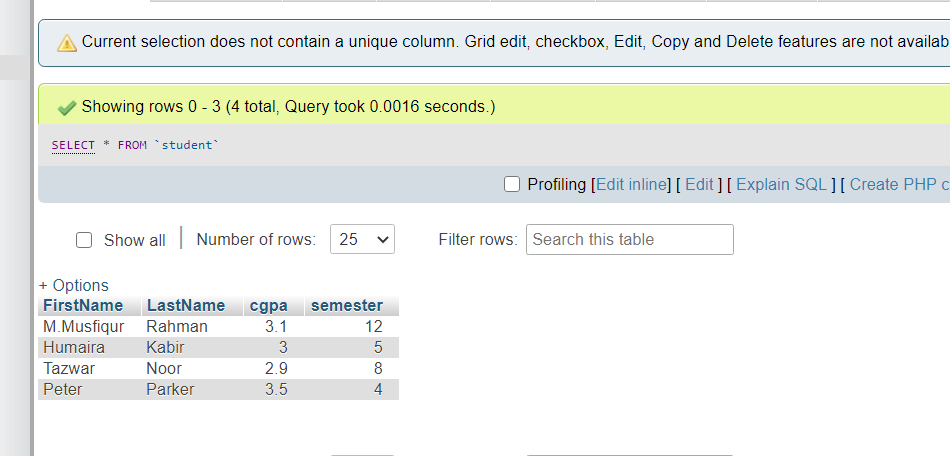 Current selection does not contain a unique column. Grid edit, checkbox, Edit, Copy and Delete features are not
Showing rows 0 - 3 (4 total, Query took 0.0016 seconds.)
SELECT * FROM `student`
Profiling [Edit inline] [ Edit ] [ Explain SQL ] [ Create PHP
Show all | Number of rows: 25 Filter rows: Search this table
+ Options
FirstName LastName cgpa semester
M.Musfiqur Rahman 3.1 12
Humaira Kabir 3 5
Tazwar Noor 2.9 8
Peter Parker 3.5 4